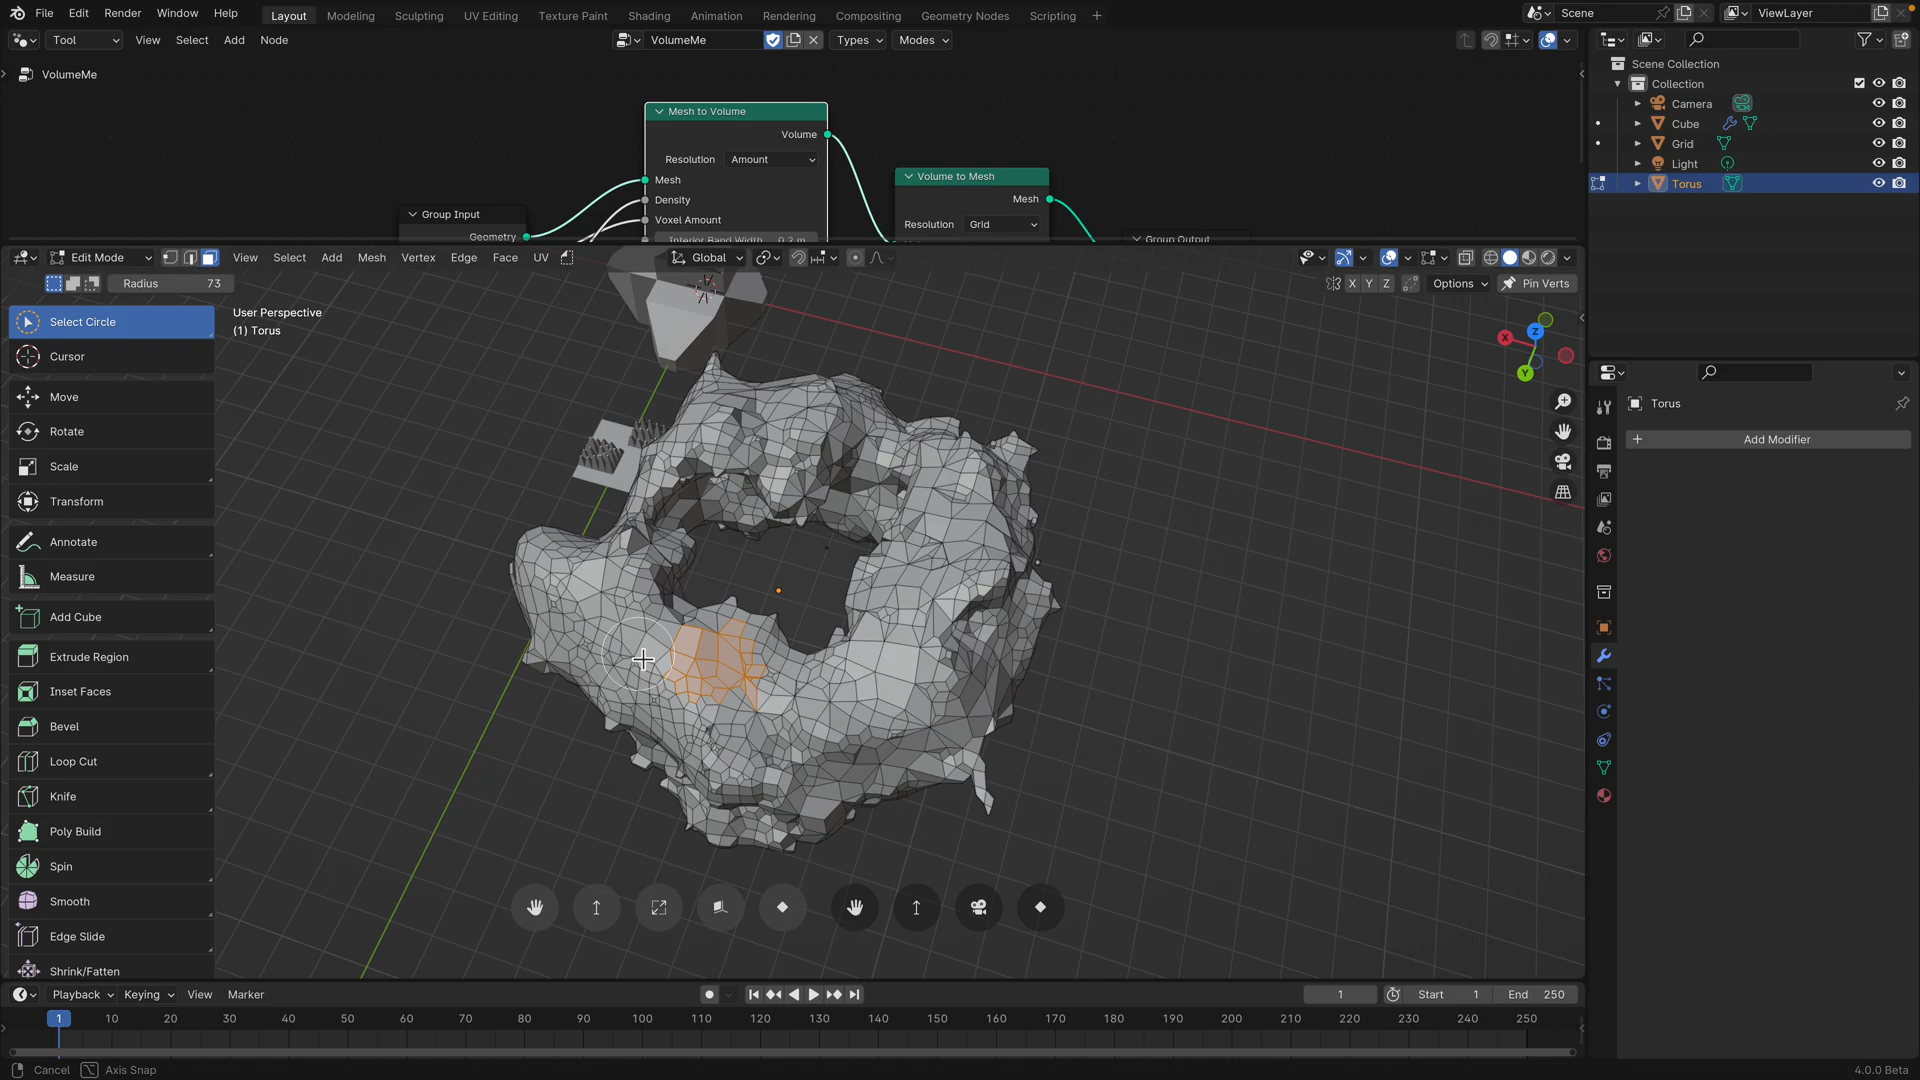 File Edit Render Window Help Layout Modeling Sculpting UV Editing Texture Paint Shading Animation Rendering Compositing Geometry Nodes Scripting Scene ViewLayer
Tool View Select Add Node VolumeMe Types Modes
VolumeMe
Mesh to Volume
Volume
Resolution Amount
Mesh
Density
Voxel Amount
Interior Band Width 0.2 m
Group Input
Geometry
Volume to Mesh
Mesh
Resolution Grid
Group Output
Scene Collection
Collection
Camera
Cube
Grid
Light
Torus
Edit Mode View Select Add Mesh Vertex Edge Face UV Global
Radius 73 X Y Z Options Pin Verts
User Perspective
(1) Torus
X
Y
Z
Select Circle
Cursor
Move
Rotate
Scale
Transform
Annotate
Measure
Add Cube
Extrude Region
Inset Faces
Bevel
Loop Cut
Knife
Poly Build
Spin
Smooth
Edge Slide
Shrink/Fatten
Torus
Add Modifier
Playback Keying View Marker 1 Start 1 End 250
1 10 20 30 40 50 60 70 80 90 100 110 120 130 140 150 160 170 180 190 200 210 220 230 240 250
Cancel Axis Snap 4.0.0 Beta